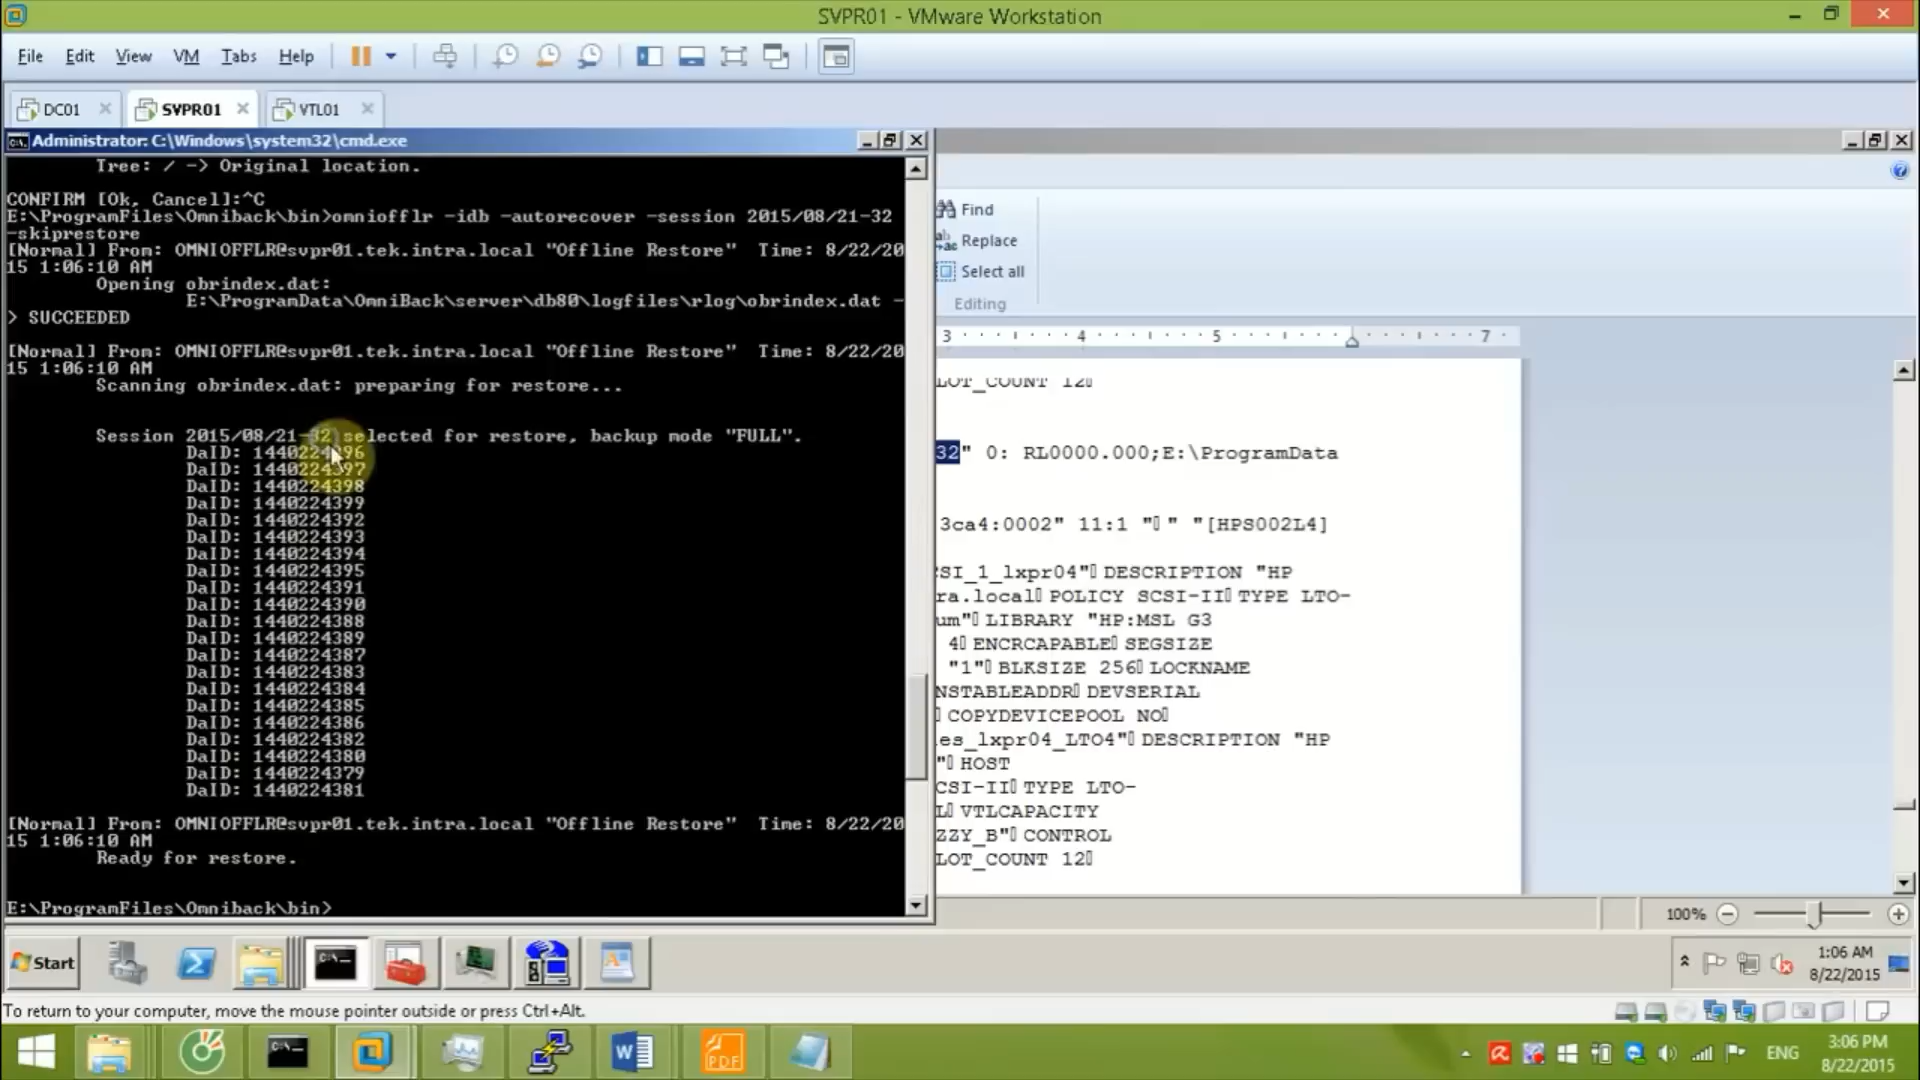 SVPR01 - VMware Workstation
File Edit View VM Tabs Help
DC01 SVPR01 VTL01
Administrator: C:\Windows\system32\cmd.exe
Tree: / -> Original location.
CONFIRM [Ok, Cancel]:^C
E:\ProgramFiles\Omniback\bin>omniofflr -idb -autorecover -session 2015/08/21-32
-skiprestore
[Normal] From: OMNIOFFLR@svpr01.tek.intra.local "Offline Restore" Time: 8/22/20
15 1:06:10 AM
Opening obrindex.dat:
E:\ProgramData\OmniBack\server\db80\logfiles\rlog\obrindex.dat -
> SUCCEEDED
[Normal] From: OMNIOFFLR@svpr01.tek.intra.local "Offline Restore" Time: 8/22/20
15 1:06:10 AM
Scanning obrindex.dat: preparing for restore...
Session 2015/08/21-32 selected for restore, backup mode "FULL".
DaID: 1440224396
DaID: 1440224397
DaID: 1440224398
DaID: 1440224399
DaID: 1440224392
DaID: 1440224393
DaID: 1440224394
DaID: 1440224395
DaID: 1440224391
DaID: 1440224390
DaID: 1440224388
DaID: 1440224389
DaID: 1440224387
DaID: 1440224383
DaID: 1440224384
DaID: 1440224385
DaID: 1440224386
DaID: 1440224382
DaID: 1440224380
DaID: 1440224379
DaID: 1440224381
[Normal] From: OMNIOFFLR@svpr01.tek.intra.local "Offline Restore" Time: 8/22/20
15 1:06:10 AM
Ready for restore.
E:\ProgramFiles\Omniback\bin>
Find
Replace
Select all
Editing
3 4 5 7
LOT_COUNT 12
32" 0: RL0000.000;E:\ProgramData
3ca4:0002" 11:1 " " "[HPS002L4]
CSI_1_lxpr04" DESCRIPTION "HP
ra.local POLICY SCSI-II TYPE LTO-
um" LIBRARY "HP:MSL G3
4 ENCRCAPABLE SEGSIZE
"1" BLKSIZE 256 LOCKNAME
NSTABLEADDR DEVSERIAL
COPYDEVICEPOOL NO
es_lxpr04_LTO4" DESCRIPTION "HP
" HOST
CSI-II TYPE LTO-
L VTLCAPACITY
ZZY_B" CONTROL
LOT_COUNT 12
100%
Start
1:06 AM
8/22/2015
To return to your computer, move the mouse pointer outside or press Ctrl+Alt.
ENG
3:06 PM
8/22/2015